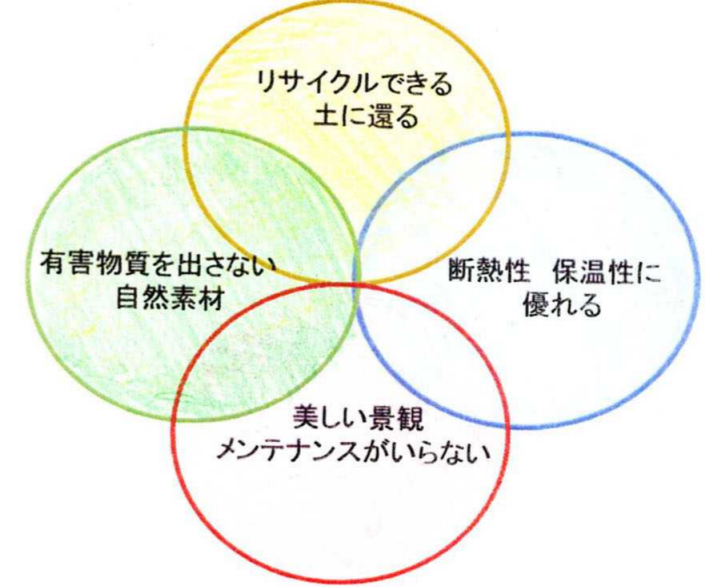 リサイクルできる
土に還る
有害物質を出さない
自然素材
断熱性 保温性に
優れる
美しい景観
メンテナンスがいらない